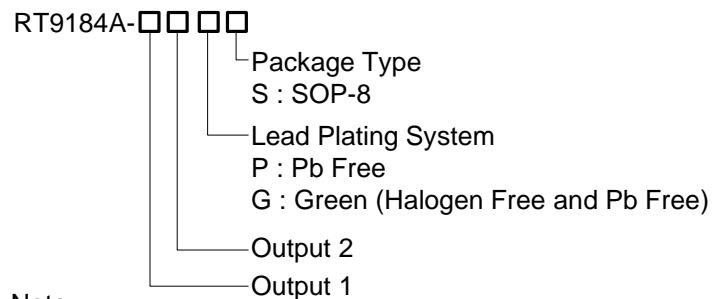 RT9184A-□□□□
Package Type
S : SOP-8
Lead Plating System
P : Pb Free
G : Green (Halogen Free and Pb Free)
Output 2
Output 1